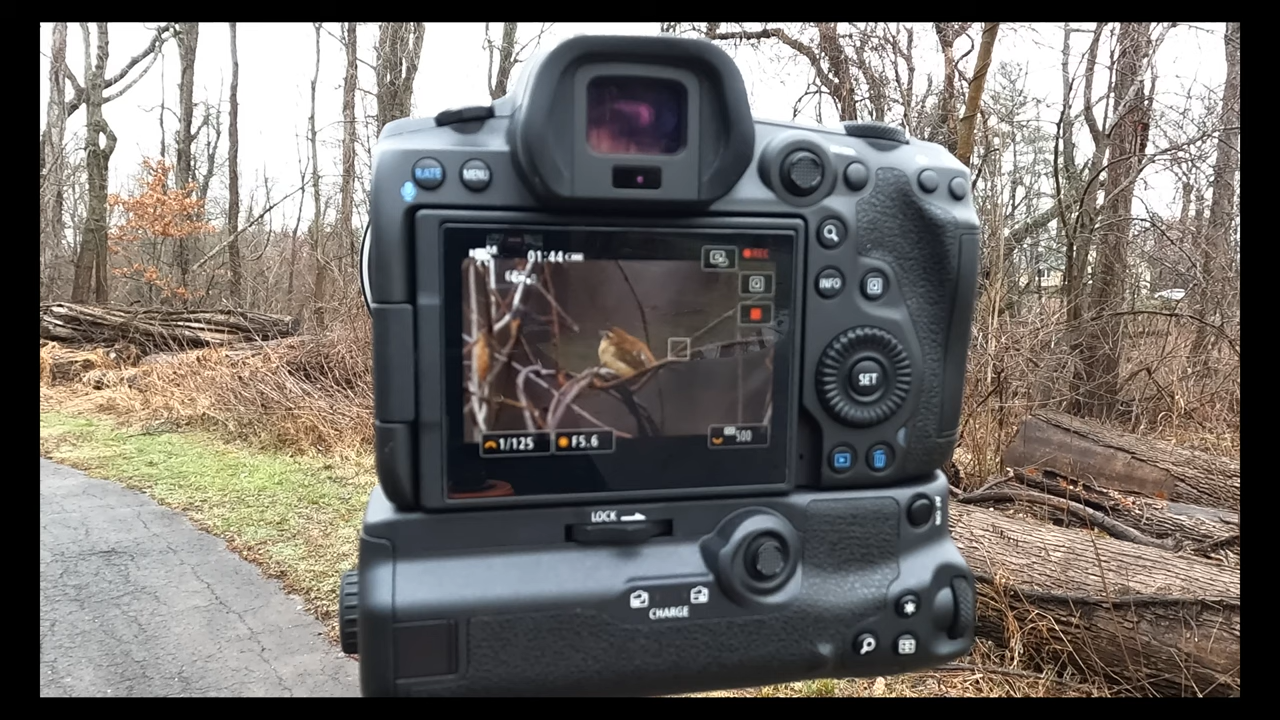 RATE
MENU
01:44
REC
INFO
Q
Q
SET
1/125
F5.6
500
LOCK
CHARGE